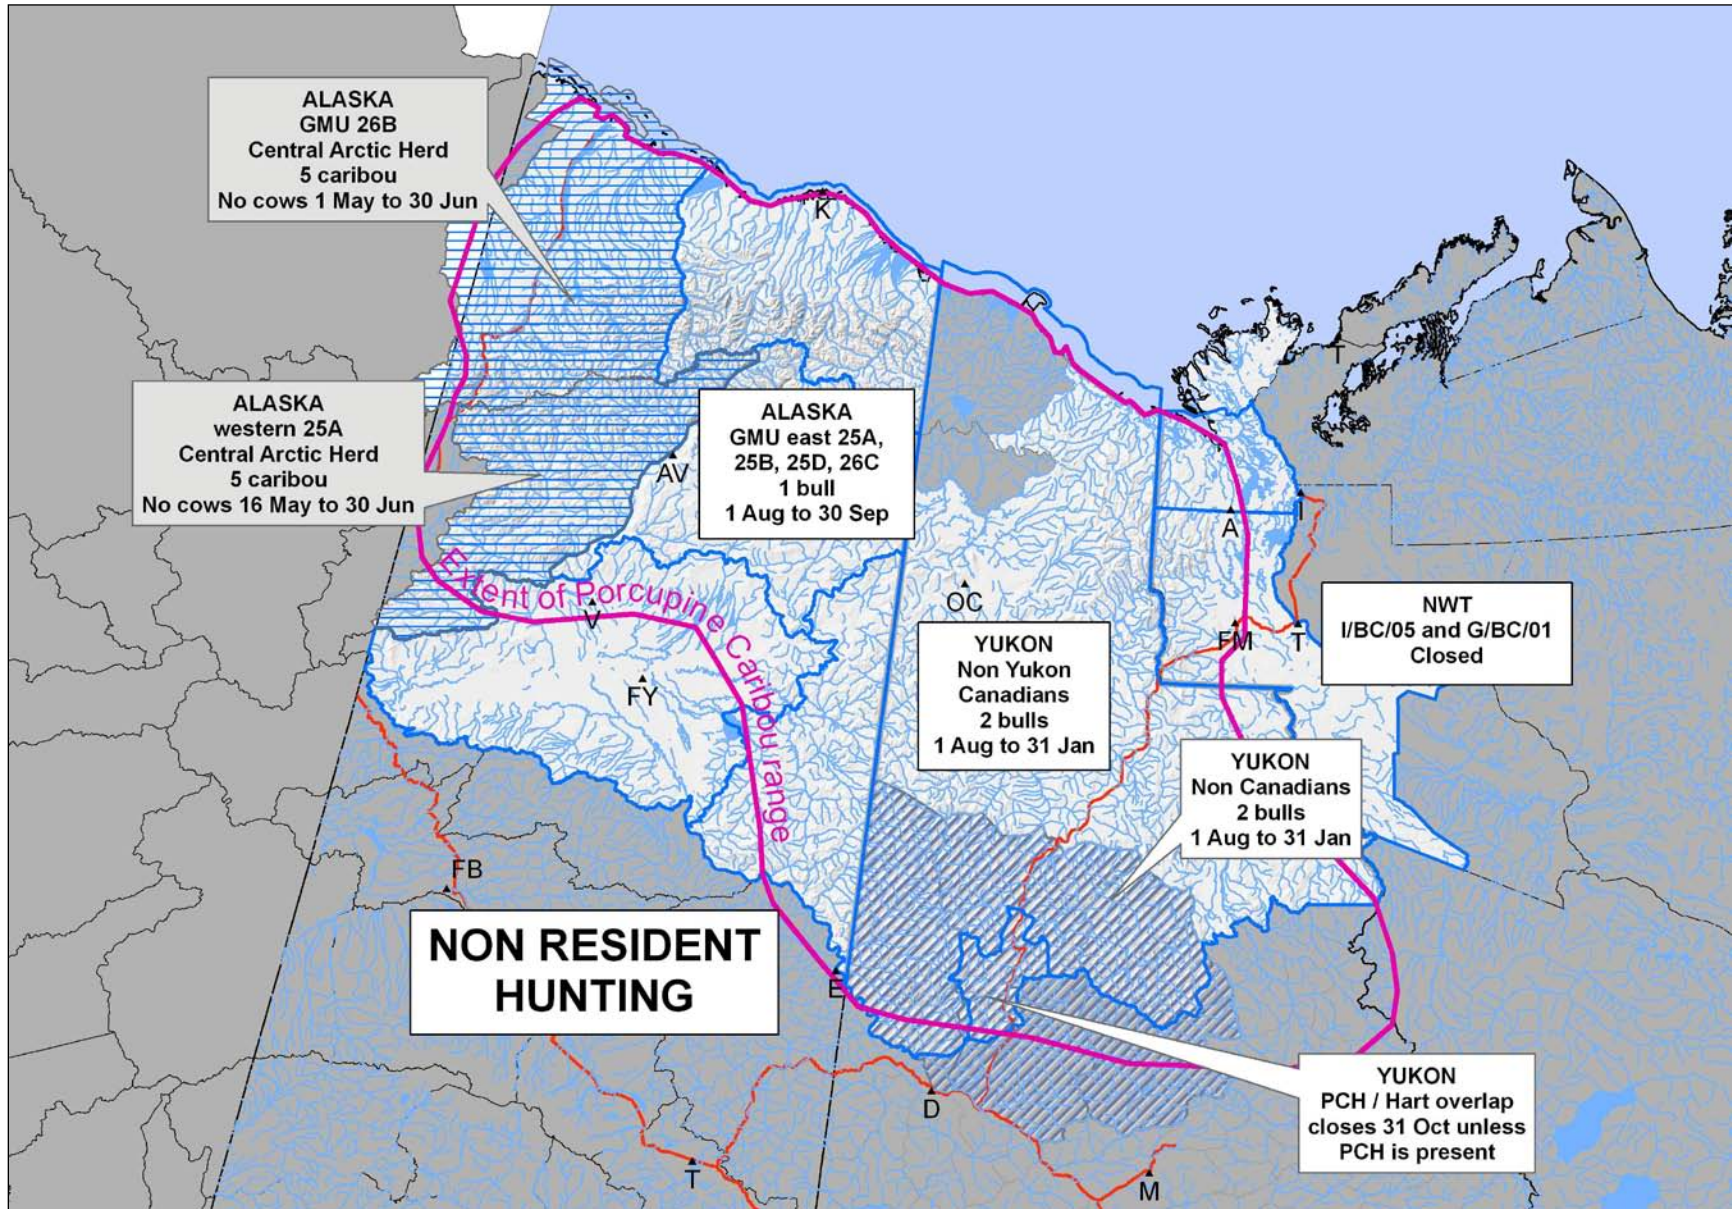 ALASKA
GMU 26B
Central Arctic Herd
5 caribou
No cows 1 May to 30 Jun
K
T
ALASKA
western 25A
Central Arctic Herd
5 caribou
No cows 16 May to 30 Jun
ALASKA
GMU east 25A,
25B, 25D, 26C
1 bull
1 Aug to 30 Sep
AV
I
A
Extent of Porcupine Caribou range
V
OC
FY
FM
T
NWT
I/BC/05 and G/BC/01
Closed
YUKON
Non Yukon
Canadians
2 bulls
1 Aug to 31 Jan
YUKON
Non Canadians
2 bulls
1 Aug to 31 Jan
FB
NON RESIDENT
HUNTING
E
YUKON
PCH / Hart overlap
closes 31 Oct unless
PCH is present
D
T
M